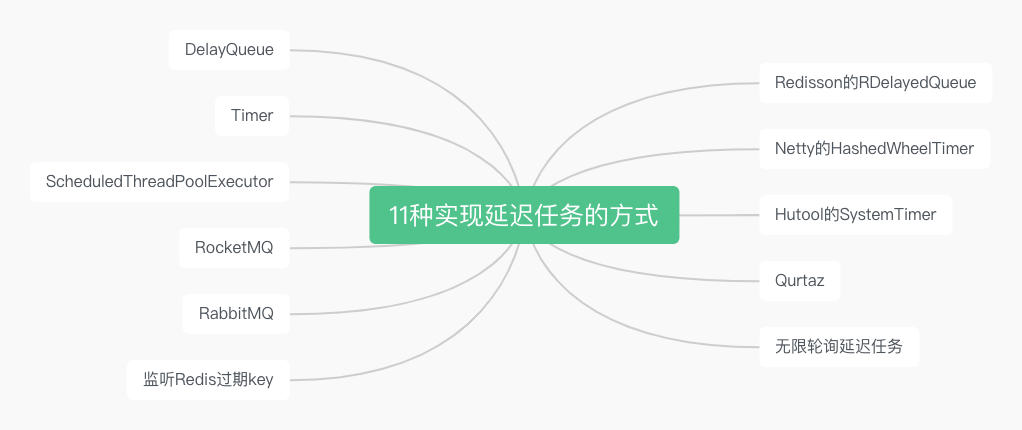 11种实现延迟任务的方式
DelayQueue
Timer
ScheduledThreadPoolExecutor
RocketMQ
RabbitMQ
监听Redis过期key
Redisson的RDelayedQueue
Netty的HashedWheelTimer
Hutool的SystemTimer
Qurtaz
无限轮询延迟任务